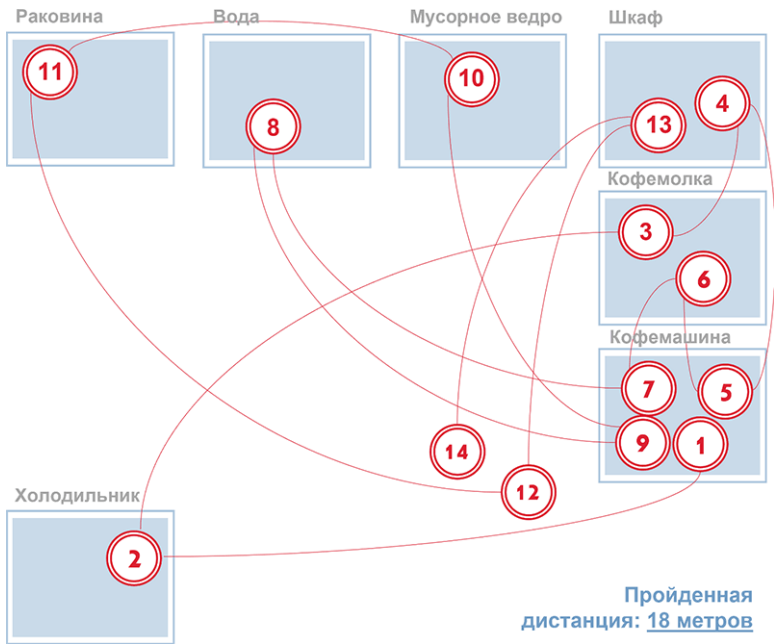 Раковина
Вода
Мусорное ведро
Шкаф
11
8
10
13
4
Кофемолка
3
6
Кофемашина
7
5
9
1
14
12
Холодильник
2
Пройденная
дистанция: 18 метров